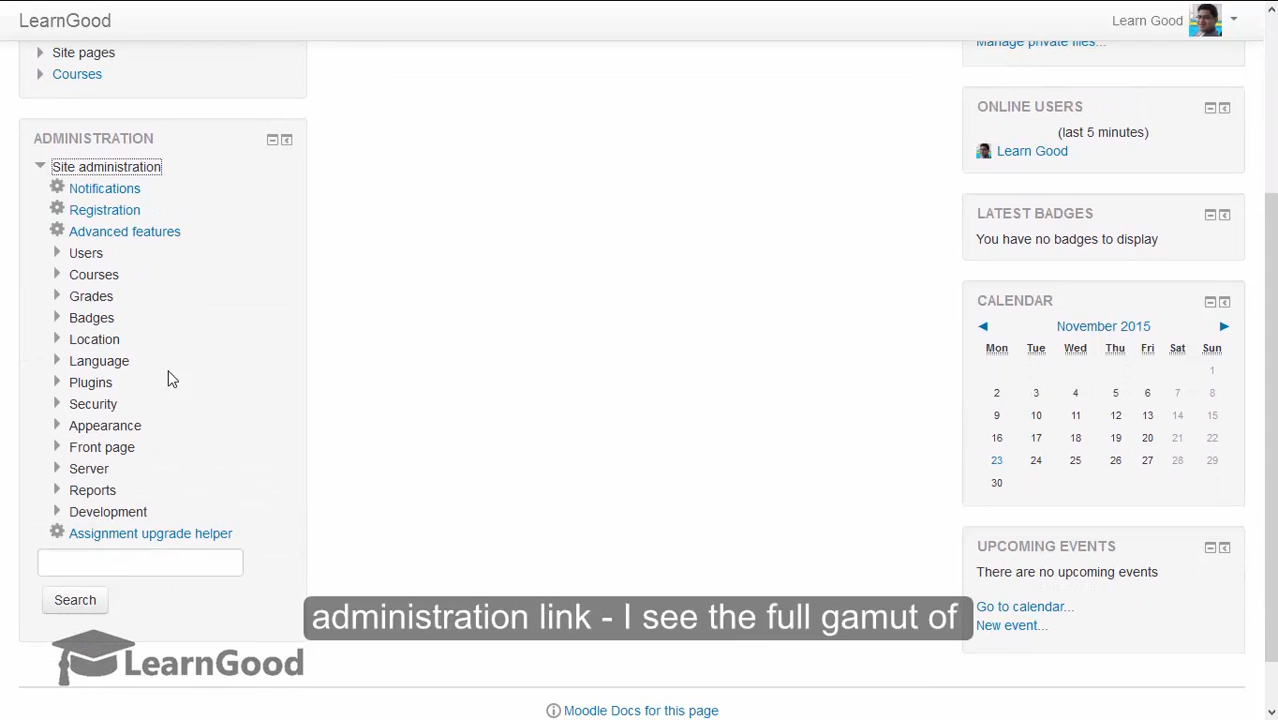 LearnGood
Learn Good
Site pages
Courses
ADMINISTRATION
Site administration
Notifications
Registration
Advanced features
Users
Courses
Grades
Badges
Location
Language
Plugins
Security
Appearance
Front page
Server
Reports
Development
Assignment upgrade helper
Search
Manage private files...
ONLINE USERS
(last 5 minutes)
Learn Good
LATEST BADGES
You have no badges to display
CALENDAR
◄ November 2015 ►
Mon Tue Wed Thu Fri Sat Sun
1
2 3 4 5 6 7 8
9 10 11 12 13 14 15
16 17 18 19 20 21 22
23 24 25 26 27 28 29
30
UPCOMING EVENTS
There are no upcoming events
Go to calendar...
New event...
administration link - I see the full gamut of
LearnGood
Moodle Docs for this page